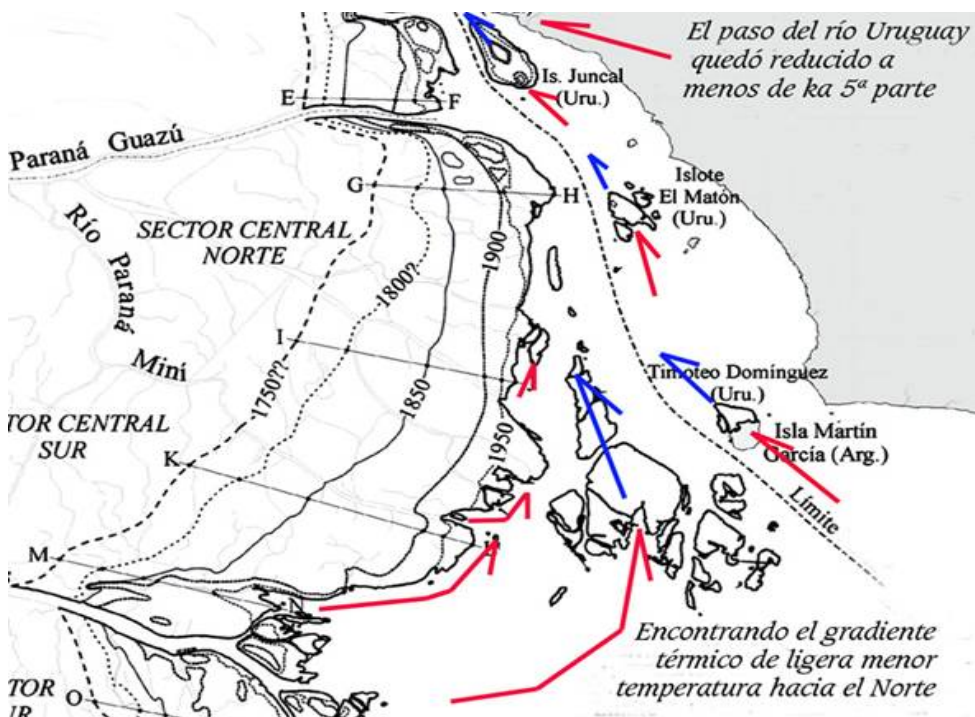 El paso del río Uruguay
quedó reducido a
menos de ka 5ª parte
Is. Juncal
(Uru.)
E
F
Paraná Guazú
Islote
El Matón
(Uru.)
G
H
Río
Paraná
Miní
SECTOR CENTRAL
NORTE
1900
1800?
I
1750??
1850
1950
Timoteo Domínguez
(Uru.)
TOR CENTRAL
SUR
Isla Martín
García (Arg.)
K
L
Límite
M
N
Encontrando el gradiente
térmico de ligera menor
temperatura hacia el Norte
TOR
UR
O